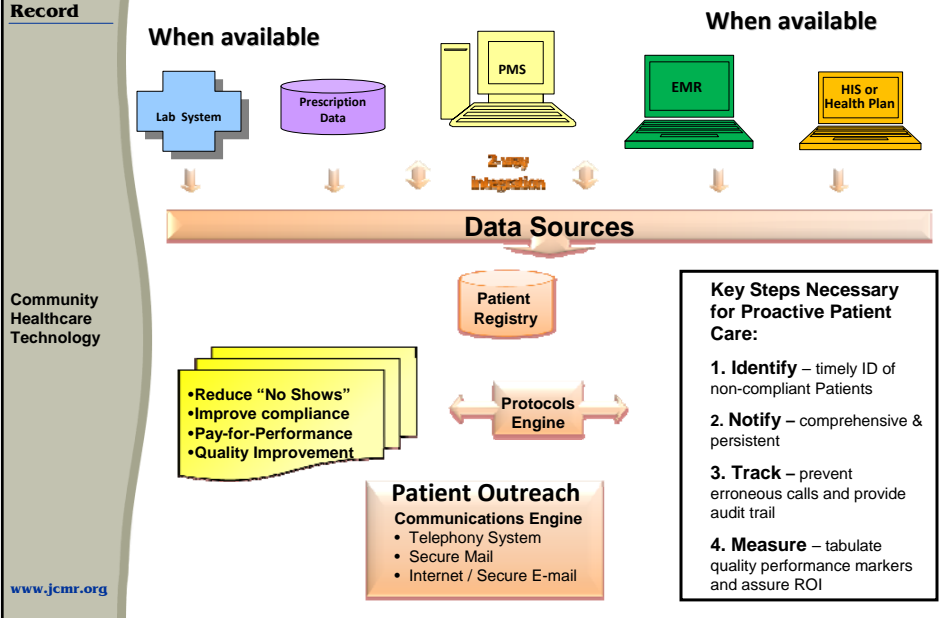 Record
When available
When available
Lab System
Prescription
Data
PMS
EMR
HIS or
Health Plan
2-way
integration
Data Sources
Community
Healthcare
Technology
Patient
Registry
•Reduce “No Shows”
•Improve compliance
•Pay-for-Performance
•Quality Improvement
Protocols
Engine
Patient Outreach
Communications Engine
• Telephony System
• Secure Mail
• Internet / Secure E-mail
Key Steps Necessary
for Proactive Patient
Care:
1. Identify – timely ID of
non-compliant Patients
2. Notify – comprehensive &
persistent
3. Track – prevent
erroneous calls and provide
audit trail
4. Measure – tabulate
quality performance markers
and assure ROI
www.jcmr.org